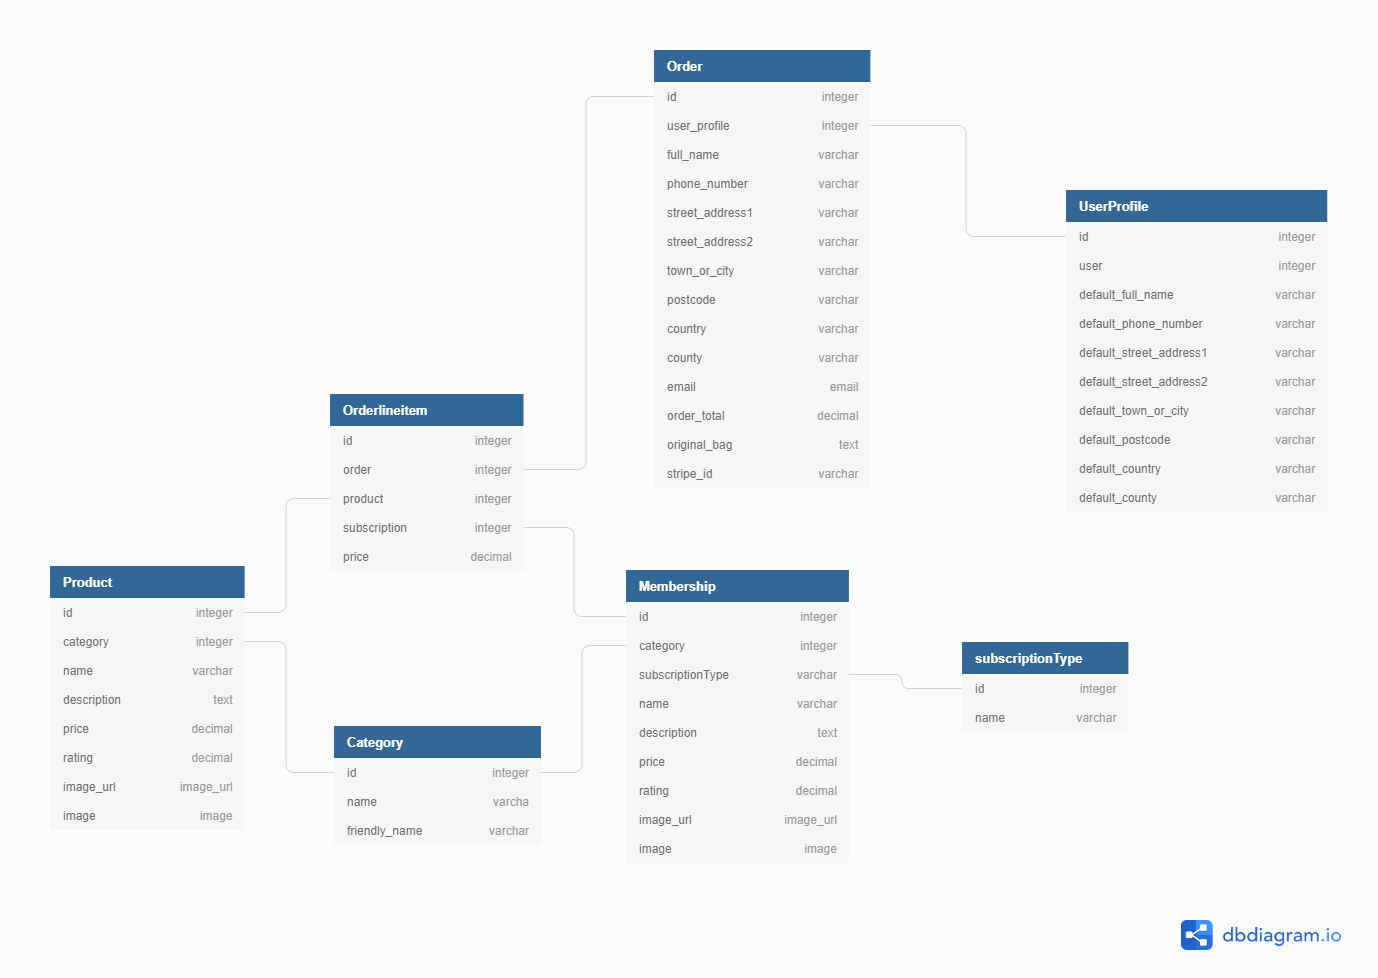 Order
id integer
user_profile integer
full_name varchar
phone_number varchar
street_address1 varchar
street_address2 varchar
town_or_city varchar
postcode varchar
country varchar
county varchar
email email
order_total decimal
original_bag text
stripe_id varchar
UserProfile
id integer
user integer
default_full_name varchar
default_phone_number varchar
default_street_address1 varchar
default_street_address2 varchar
default_town_or_city varchar
default_postcode varchar
default_country varchar
default_county varchar
Orderlineitem
id integer
order integer
product integer
subscription integer
price decimal
Product
id integer
category integer
name varchar
description text
price decimal
rating decimal
image_url image_url
image image
Category
id integer
name varcha
friendly_name varchar
Membership
id integer
category integer
subscriptionType varchar
name varchar
description text
price decimal
rating decimal
image_url image_url
image image
subscriptionType
id integer
name varchar
dbdiagram.io